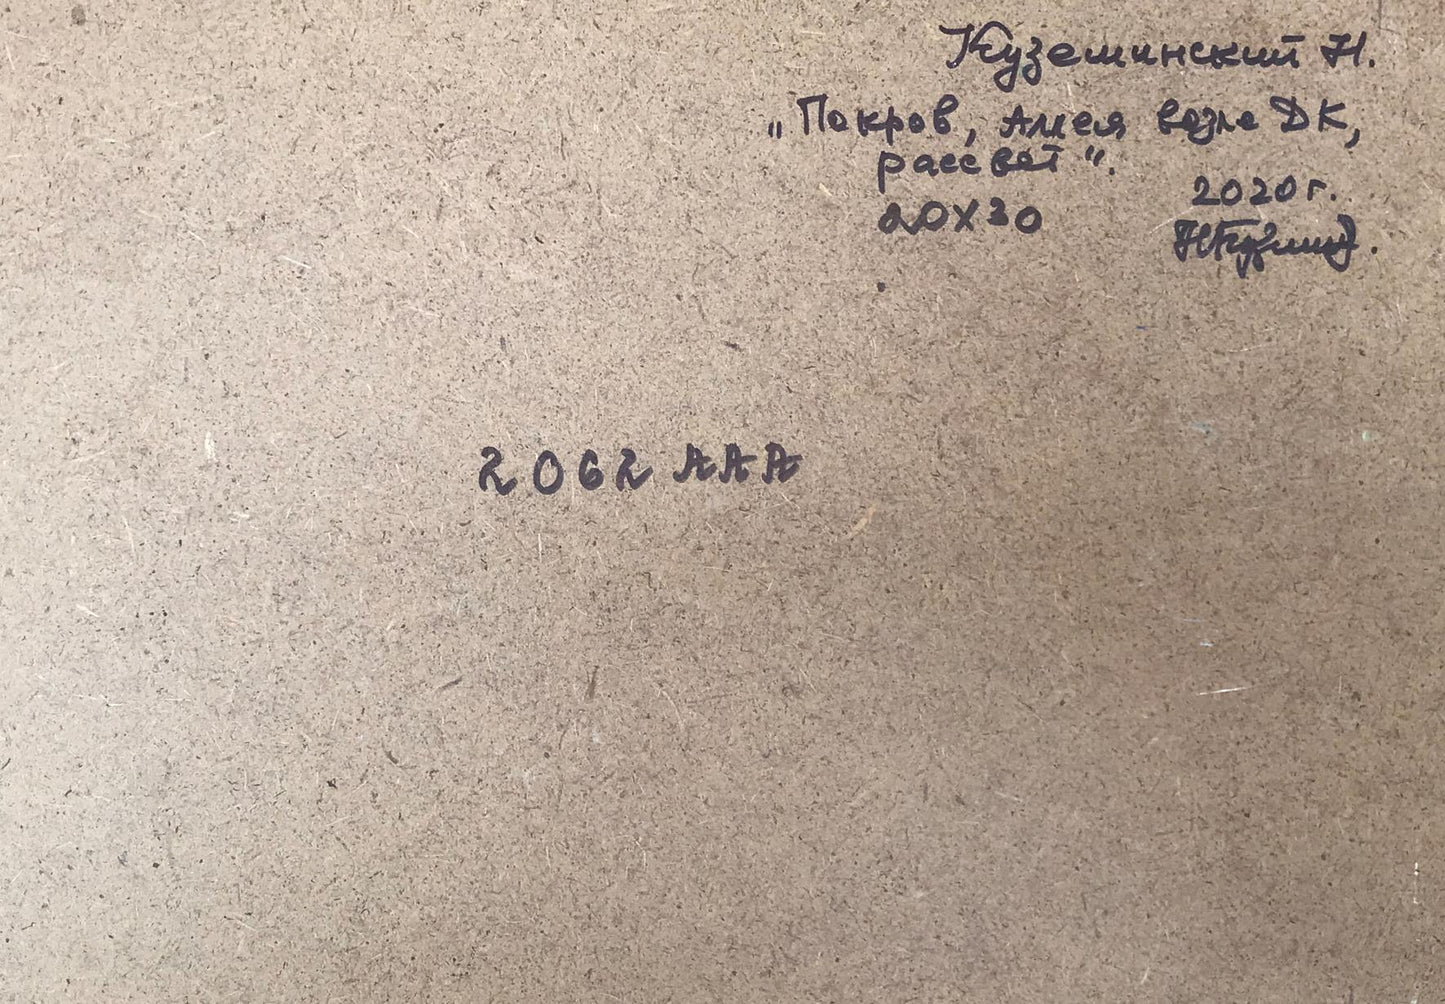 Куземинский Н.
„Покров, Аллея возле ДК,
рассвет".
2020 г.
20х30
2062 ААА